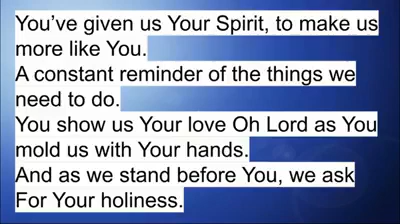 You’ve given us Your Spirit, to make us
more like You.
A constant reminder of the things we
need to do.
You show us Your love Oh Lord as You
mold us with Your hands.
And as we stand before You, we ask
For Your holiness.